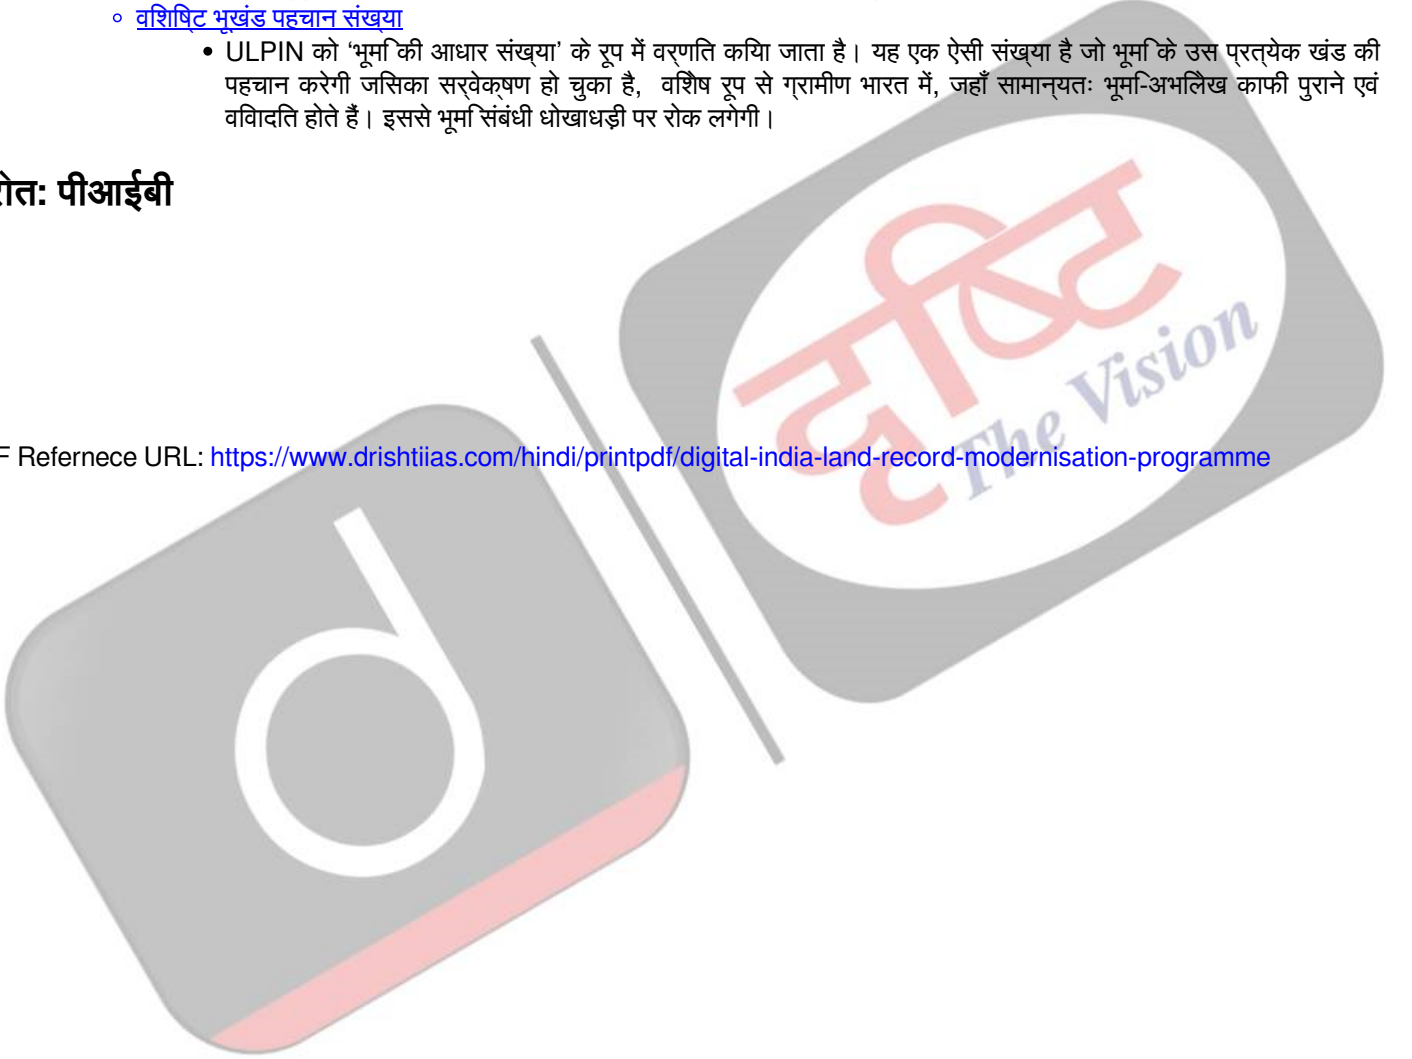 विशिष्ट भूखंड पहचान संख्या
ULPIN को ‘भूमि की आधार संख्या’ के रूप में वर्णित किया जाता है। यह एक ऐसी संख्या है जो भूमि के उस प्रत्येक खंड की
पहचान करेगी जिसका सर्वेक्षण हो चुका है, विशेष रूप से ग्रामीण भारत में, जहाँ सामान्यतः भूमि-अभिलेख काफी पुराने एवं
विवादित होते हैं। इससे भूमि संबंधी धोखाधड़ी पर रोक लगेगी।
पीआईबी
दृष्टि
The Vision
F Refernece URL: https://www.drishtiias.com/hindi/printpdf/digital-india-land-record-modernisation-programme
d